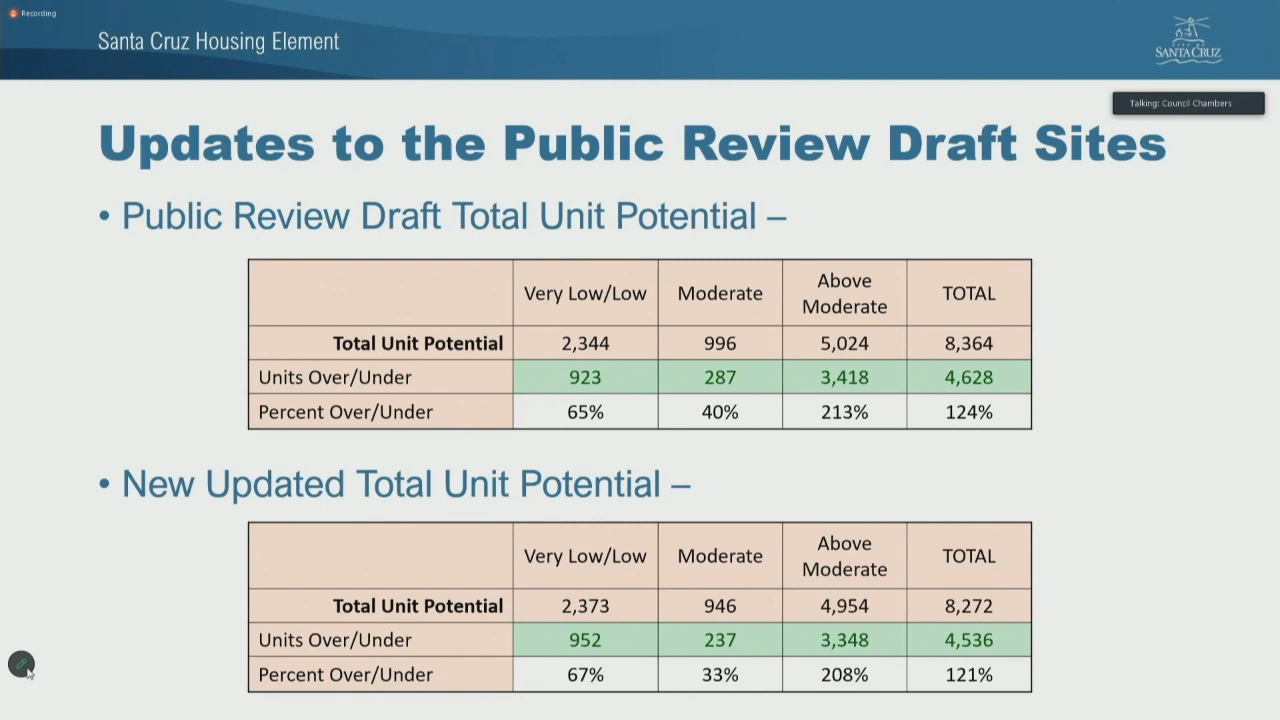 Recording
Santa Cruz Housing Element
CITY OF
SANTA CRUZ
Talking: Council Chambers
Updates to the Public Review Draft Sites
• Public Review Draft Total Unit Potential –
Very Low/Low Moderate Above Moderate TOTAL
Total Unit Potential 2,344 996 5,024 8,364
Units Over/Under 923 287 3,418 4,628
Percent Over/Under 65% 40% 213% 124%
• New Updated Total Unit Potential –
Very Low/Low Moderate Above Moderate TOTAL
Total Unit Potential 2,373 946 4,954 8,272
Units Over/Under 952 237 3,348 4,536
Percent Over/Under 67% 33% 208% 121%